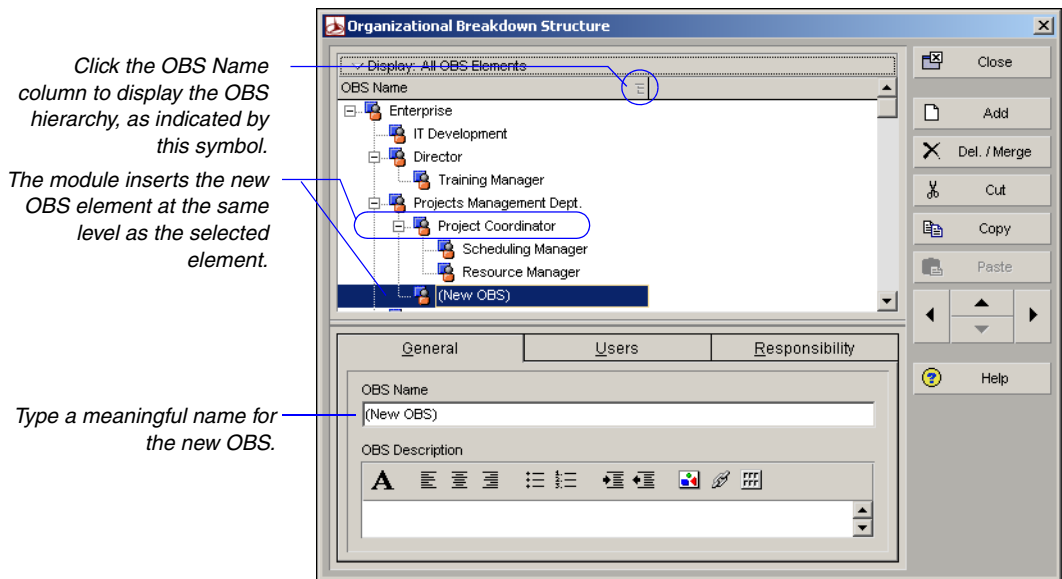 Organizational Breakdown Structure
Click the OBS Name
column to display the OBS
hierarchy, as indicated by
this symbol.
The module inserts the new
OBS element at the same
level as the selected
element.
Type a meaningful name for
the new OBS.
Display: All OBS Elements
OBS Name
Enterprise
IT Development
Director
Training Manager
Projects Management Dept.
Project Coordinator
Scheduling Manager
Resource Manager
(New OBS)
General
Users
Responsibility
OBS Name
(New OBS)
OBS Description
A
Close
Add
Del. / Merge
Cut
Copy
Paste
Help